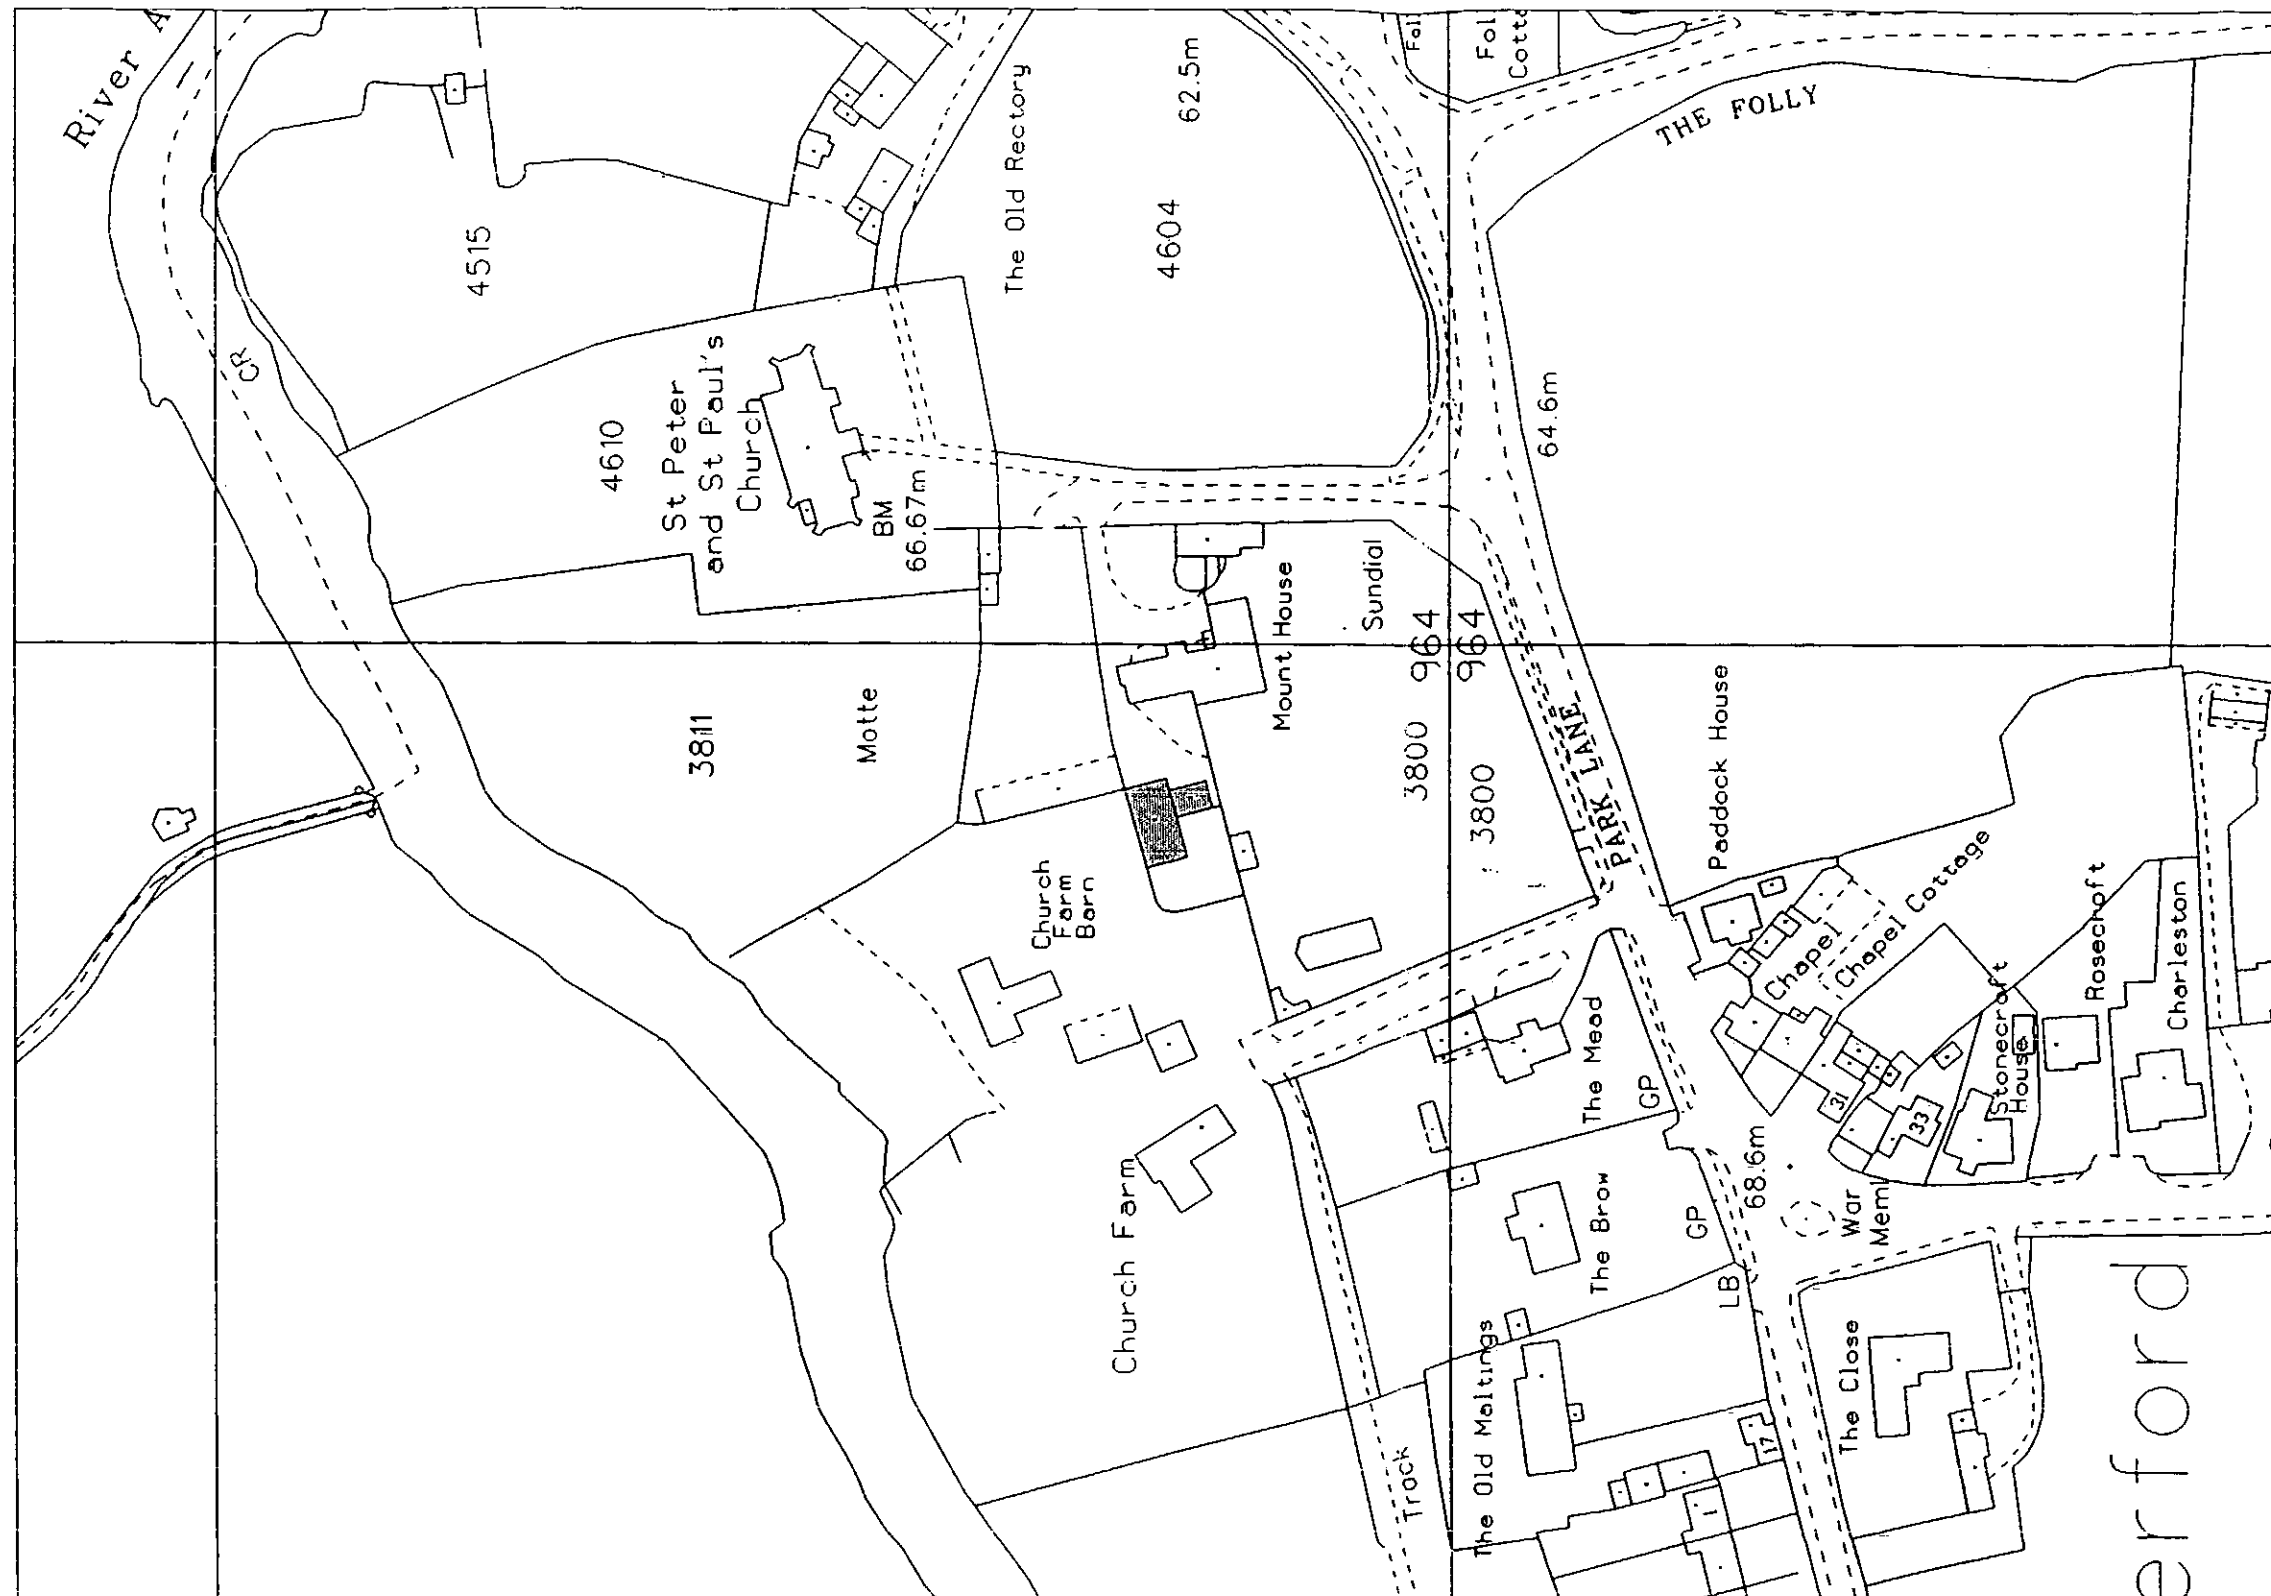 River A
CR
4515
The Old Rectory
62.5m
4604
Fol
Cotta
THE FOLLY
4610
St Peter
and St Paul's
Church
BM
66.67m
64.6m
Sundial
Mount House
964
964
3811
Motte
3800
3800
PARK LANE
Paddock House
Church
Farm
Barn
Chapel
Chapel Cottage
Rosecroft
Charleston
Stonecroft
House
The Mead
GP
31
33
Church Farm
The Brow
GP
68.6m
War
Meml
LB
The Old Maltings
The Close
17
1
Track
erford